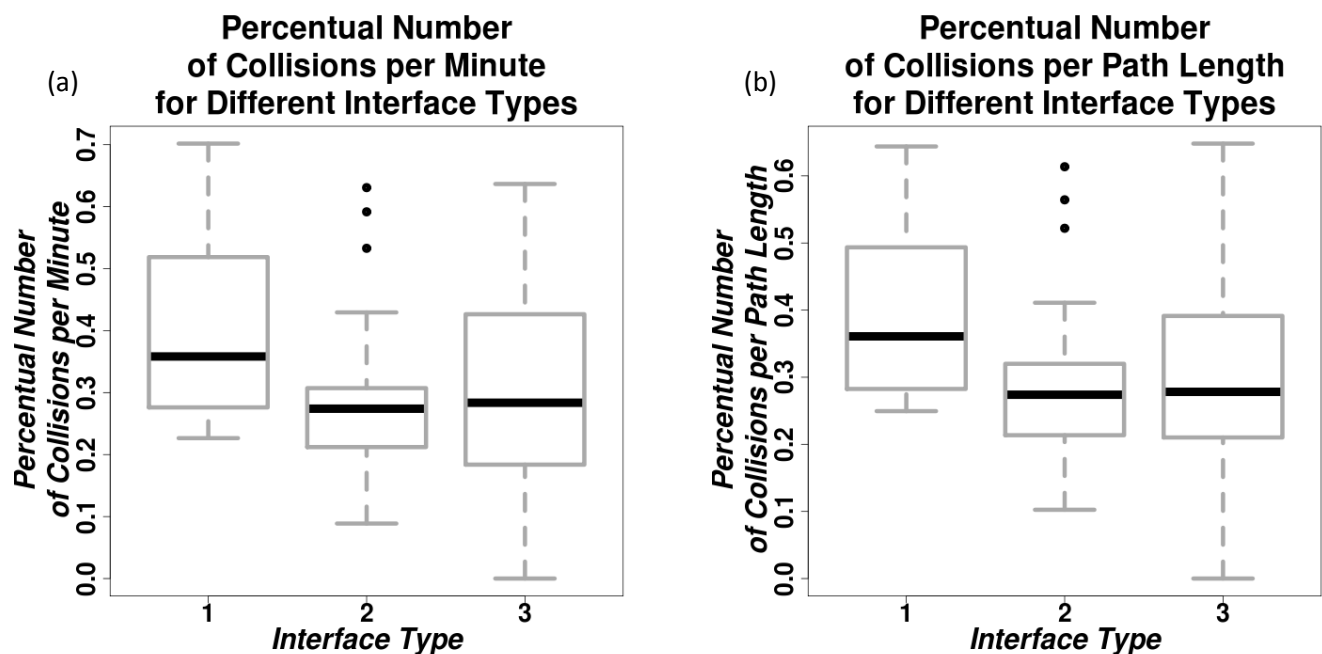 (a)
Percentual Number
of Collisions per Minute
for Different Interface Types
Percentual Number
of Collisions per Minute
0.7
0.6
0.5
0.4
0.3
0.2
0.1
0.0
1 2 3
Interface Type
(b)
Percentual Number
of Collisions per Path Length
for Different Interface Types
Percentual Number
of Collisions per Path Length
0.6
0.5
0.4
0.3
0.2
0.1
0.0
1 2 3
Interface Type